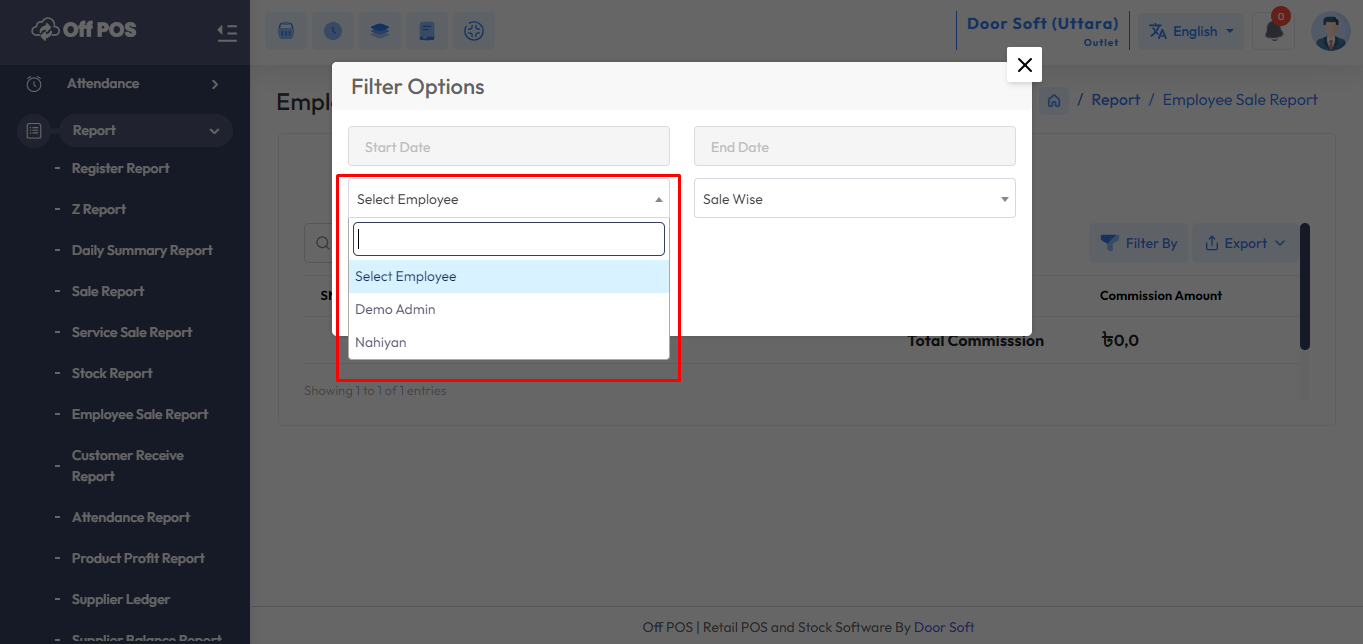 Off POS
Attendance
Report
Register Report
Z Report
Daily Summary Report
Sale Report
Service Sale Report
Stock Report
Employee Sale Report
Customer Receive
Report
Attendance Report
Product Profit Report
Supplier Ledger
Supplier Balance Report
Door Soft (Uttara)
Outlet
English
0
Filter Options
/ Report / Employee Sale Report
Start Date
End Date
Select Employee
Sale Wise
Select Employee
Demo Admin
Nahiyan
Filter By
Export
Commission Amount
Total Commisssion
৳0,0
Showing 1 to 1 of 1 entries
Off POS | Retail POS and Stock Software By Door Soft